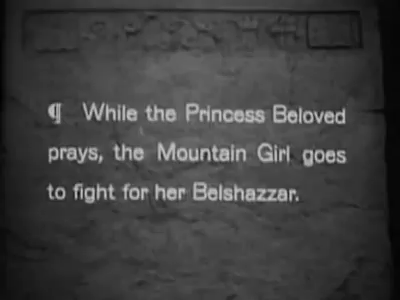 ¶ While the Princess Beloved
prays, the Mountain Girl goes
to fight for her Belshazzar.